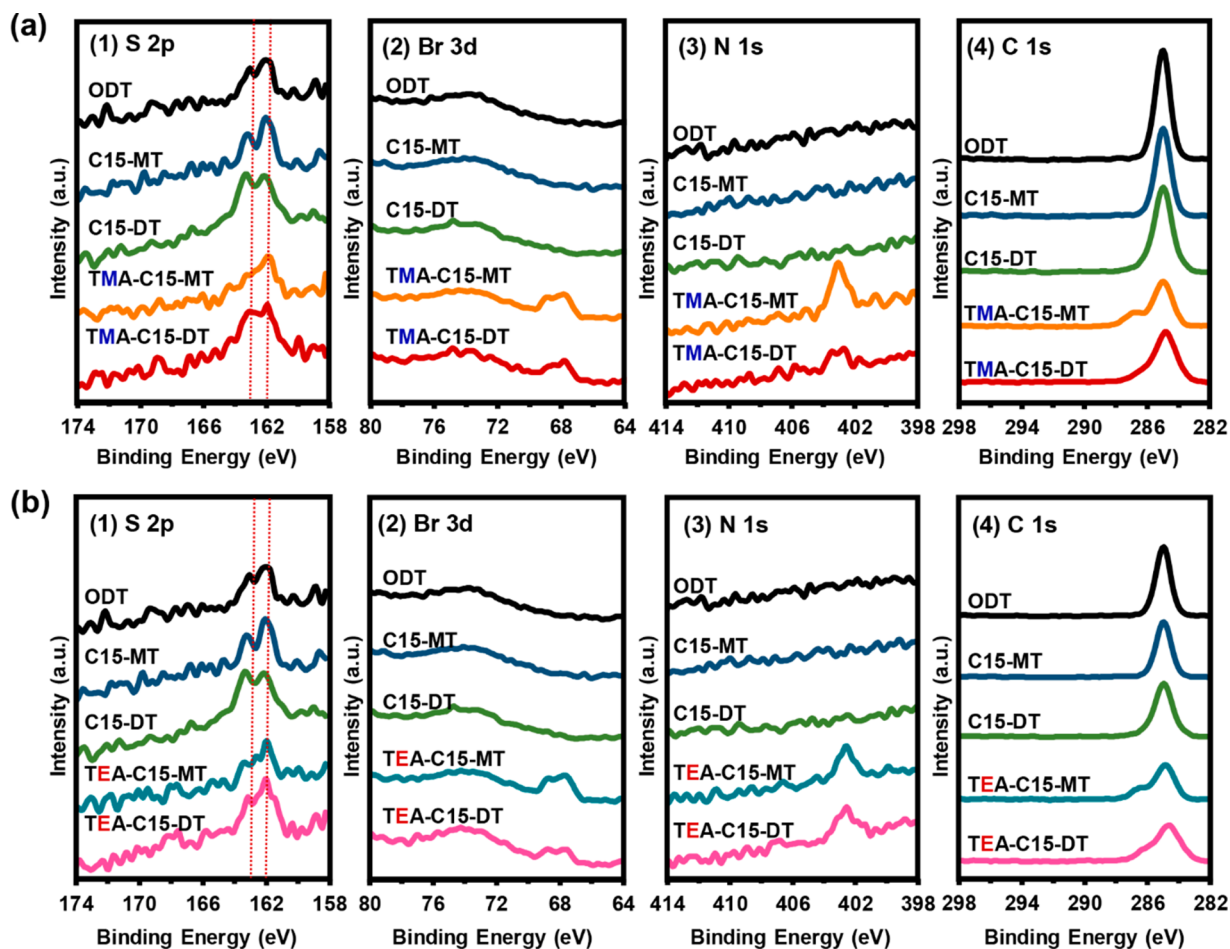 (a)
(1) S 2p
ODT
C15-MT
C15-DT
TMA-C15-MT
TMA-C15-DT
Intensity (a.u.)
174 170 166 162 158
Binding Energy (eV)
(2) Br 3d
ODT
C15-MT
C15-DT
TMA-C15-MT
TMA-C15-DT
Intensity (a.u.)
80 76 72 68 64
Binding Energy (eV)
(3) N 1s
ODT
C15-MT
C15-DT
TMA-C15-MT
TMA-C15-DT
Intensity (a.u.)
414 410 406 402 398
Binding Energy (eV)
(4) C 1s
ODT
C15-MT
C15-DT
TMA-C15-MT
TMA-C15-DT
Intensity (a.u.)
298 294 290 286 282
Binding Energy (eV)
(b)
(1) S 2p
ODT
C15-MT
C15-DT
TEA-C15-MT
TEA-C15-DT
Intensity (a.u.)
174 170 166 162 158
Binding Energy (eV)
(2) Br 3d
ODT
C15-MT
C15-DT
TEA-C15-MT
TEA-C15-DT
Intensity (a.u.)
80 76 72 68 64
Binding Energy (eV)
(3) N 1s
ODT
C15-MT
C15-DT
TEA-C15-MT
TEA-C15-DT
Intensity (a.u.)
414 410 406 402 398
Binding Energy (eV)
(4) C 1s
ODT
C15-MT
C15-DT
TEA-C15-MT
TEA-C15-DT
Intensity (a.u.)
298 294 290 286 282
Binding Energy (eV)